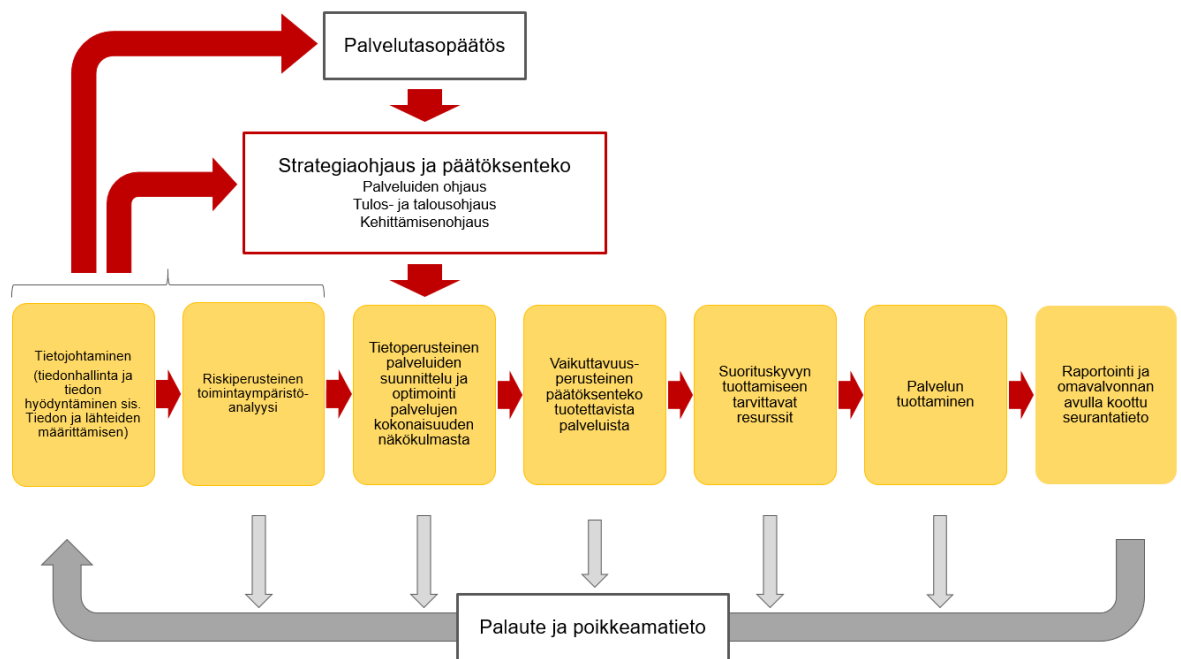 Palvelutasopäätös
Strategiaohjaus ja päätöksenteko
Palveluiden ohjaus
Tulos- ja talousohjaus
Kehittämisenohjaus
Tietojohtaminen
(tiedonhallinta ja
tiedon
hyödyntäminen sis.
Tiedon ja lähteiden
määrittämisen)
Riskiperusteinen
toimintaympäristö-
analyysi
Tietoperusteinen
palveluiden
suunnittelu ja
optimointi
palvelujen
kokonaisuuden
näkökulmasta
Vaikuttavuus-
perusteinen
päätöksenteko
tuotettavista
palveluista
Suorituskyvyn
tuottamiseen
tarvittavat
resurssit
Palvelun
tuottaminen
Raportointi ja
omavalvonnan
avulla koottu
seurantatieto
Palaute ja poikkeamatieto